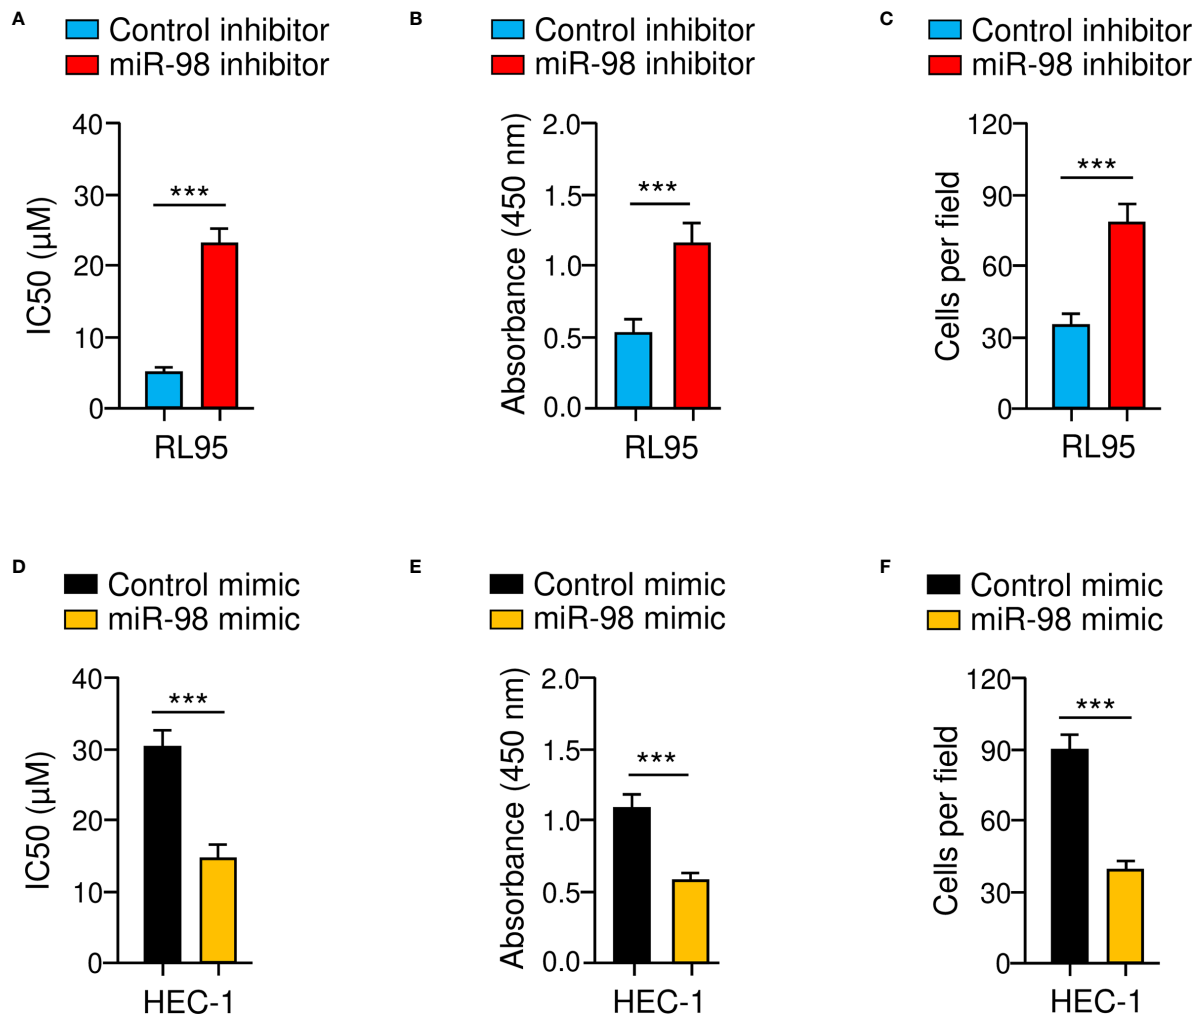 A
Control inhibitor
miR-98 inhibitor
40
30
20
10
0
IC50 (µM)
***
RL95
B
Control inhibitor
miR-98 inhibitor
2.0
1.5
1.0
0.5
0.0
Absorbance (450 nm)
***
RL95
C
Control inhibitor
miR-98 inhibitor
120
90
60
30
0
Cells per field
***
RL95
D
Control mimic
miR-98 mimic
40
30
20
10
0
IC50 (µM)
***
HEC-1
E
Control mimic
miR-98 mimic
2.0
1.5
1.0
0.5
0.0
Absorbance (450 nm)
***
HEC-1
F
Control mimic
miR-98 mimic
120
90
60
30
0
Cells per field
***
HEC-1